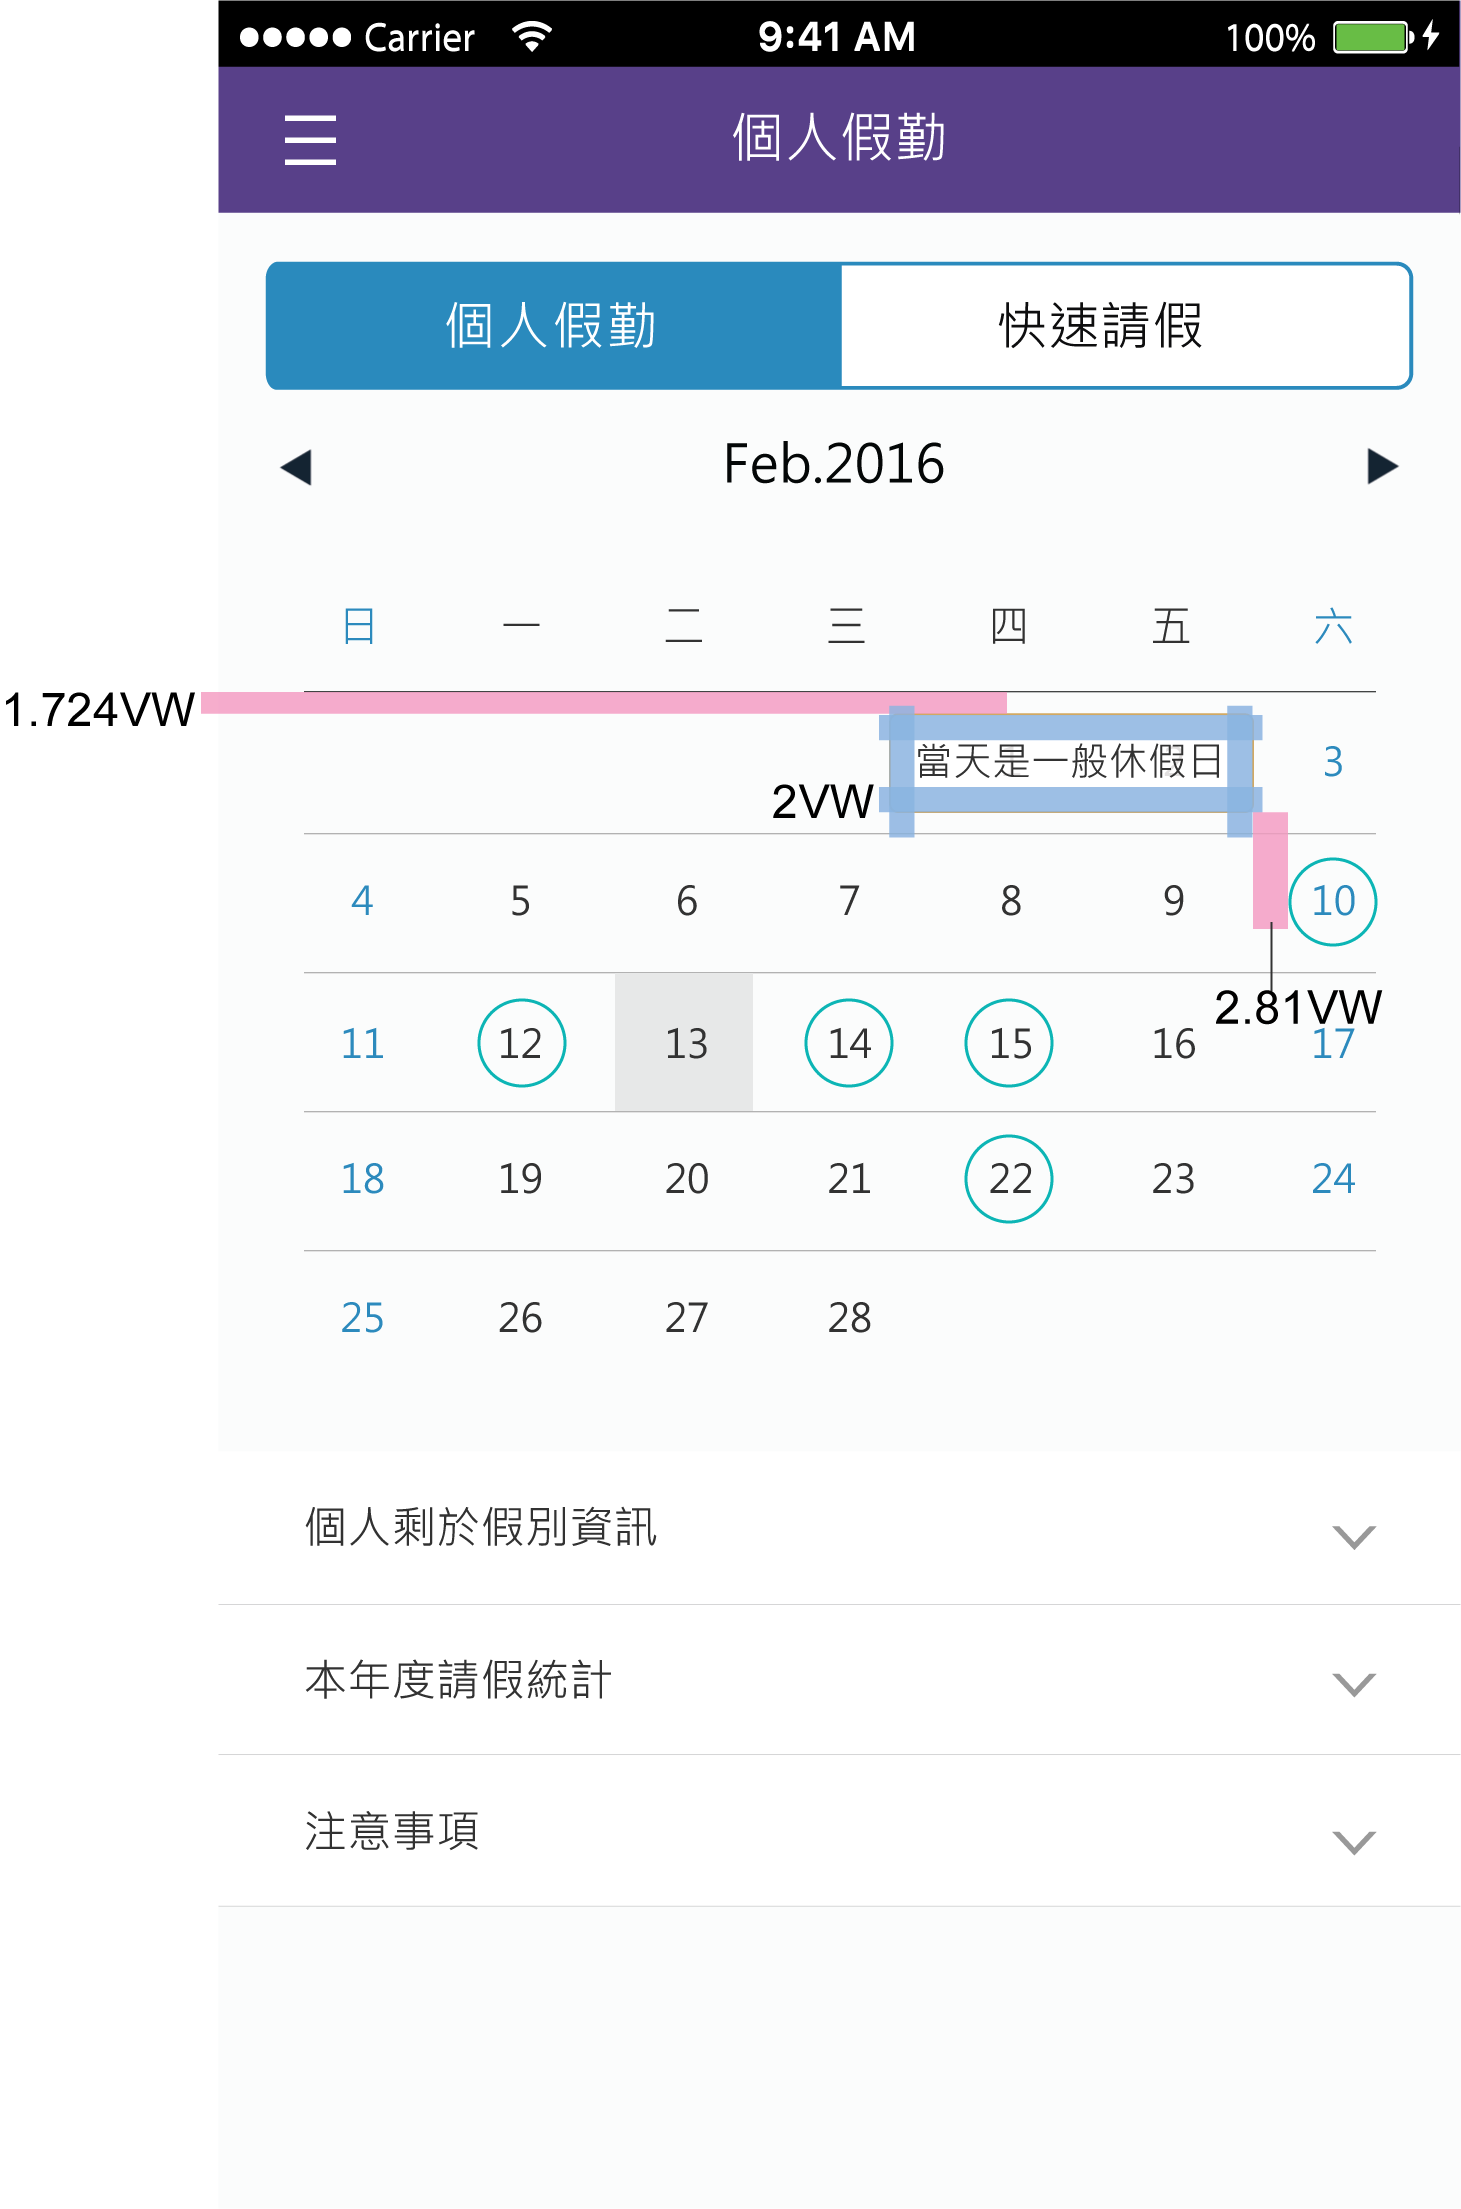 Carrier 9:41 AM 100%
個人假勤
個人假勤 快速請假
Feb.2016
日 一 二 三 四 五 六
1.724VW
當天是一般休假日 3
2VW
4 5 6 7 8 9 10
2.81VW
11 12 13 14 15 16 17
18 19 20 21 22 23 24
25 26 27 28
個人剩於假別資訊
本年度請假統計
注意事項